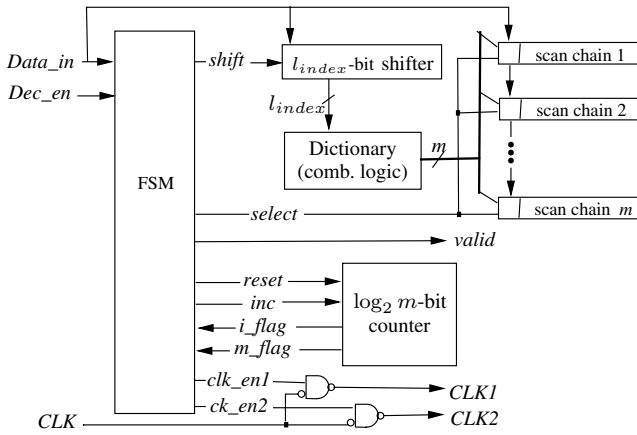 Data_in
Dec_en
FSM
shift
l_index-bit shifter
l_index
Dictionary
(comb. logic)
m
scan chain 1
scan chain 2
scan chain m
select
valid
reset
inc
i_flag
m_flag
log₂ m-bit
counter
clk_en1
ck_en2
CLK
CLK1
CLK2